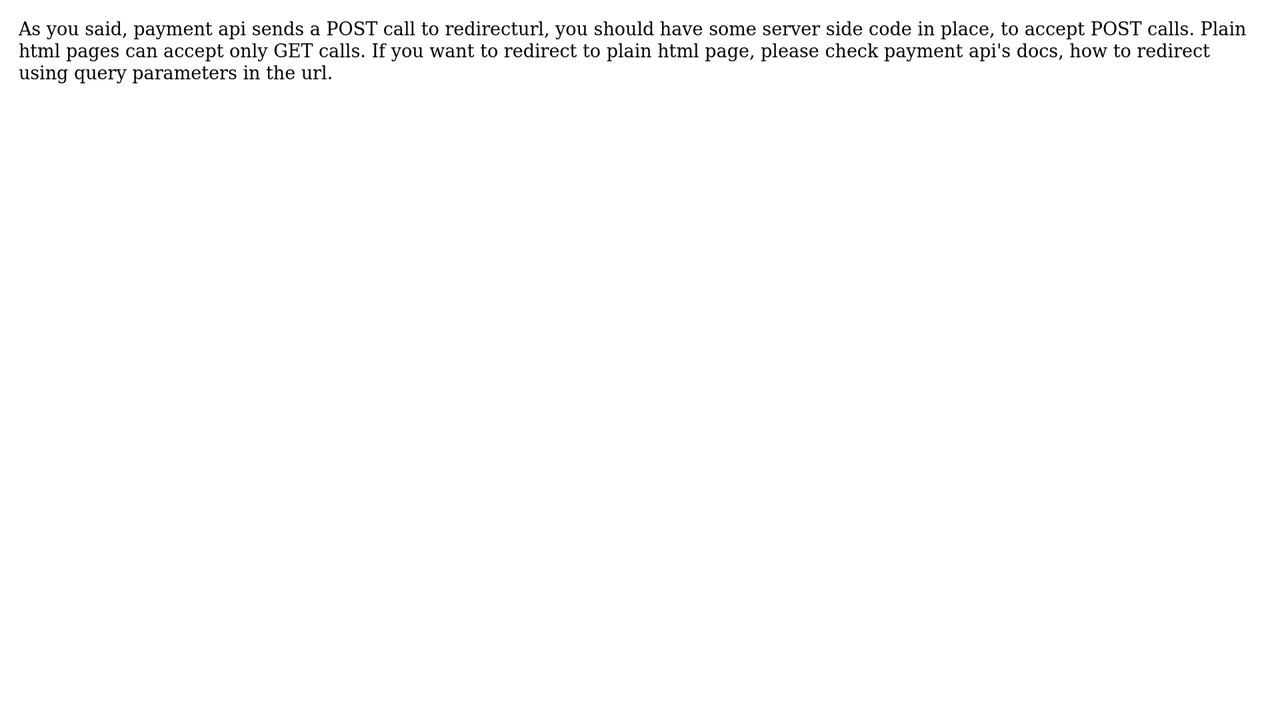 As you said, payment api sends a POST call to redirecturl, you should have some server side code in place, to accept POST calls. Plain
html pages can accept only GET calls. If you want to redirect to plain html page, please check payment api's docs, how to redirect
using query parameters in the url.